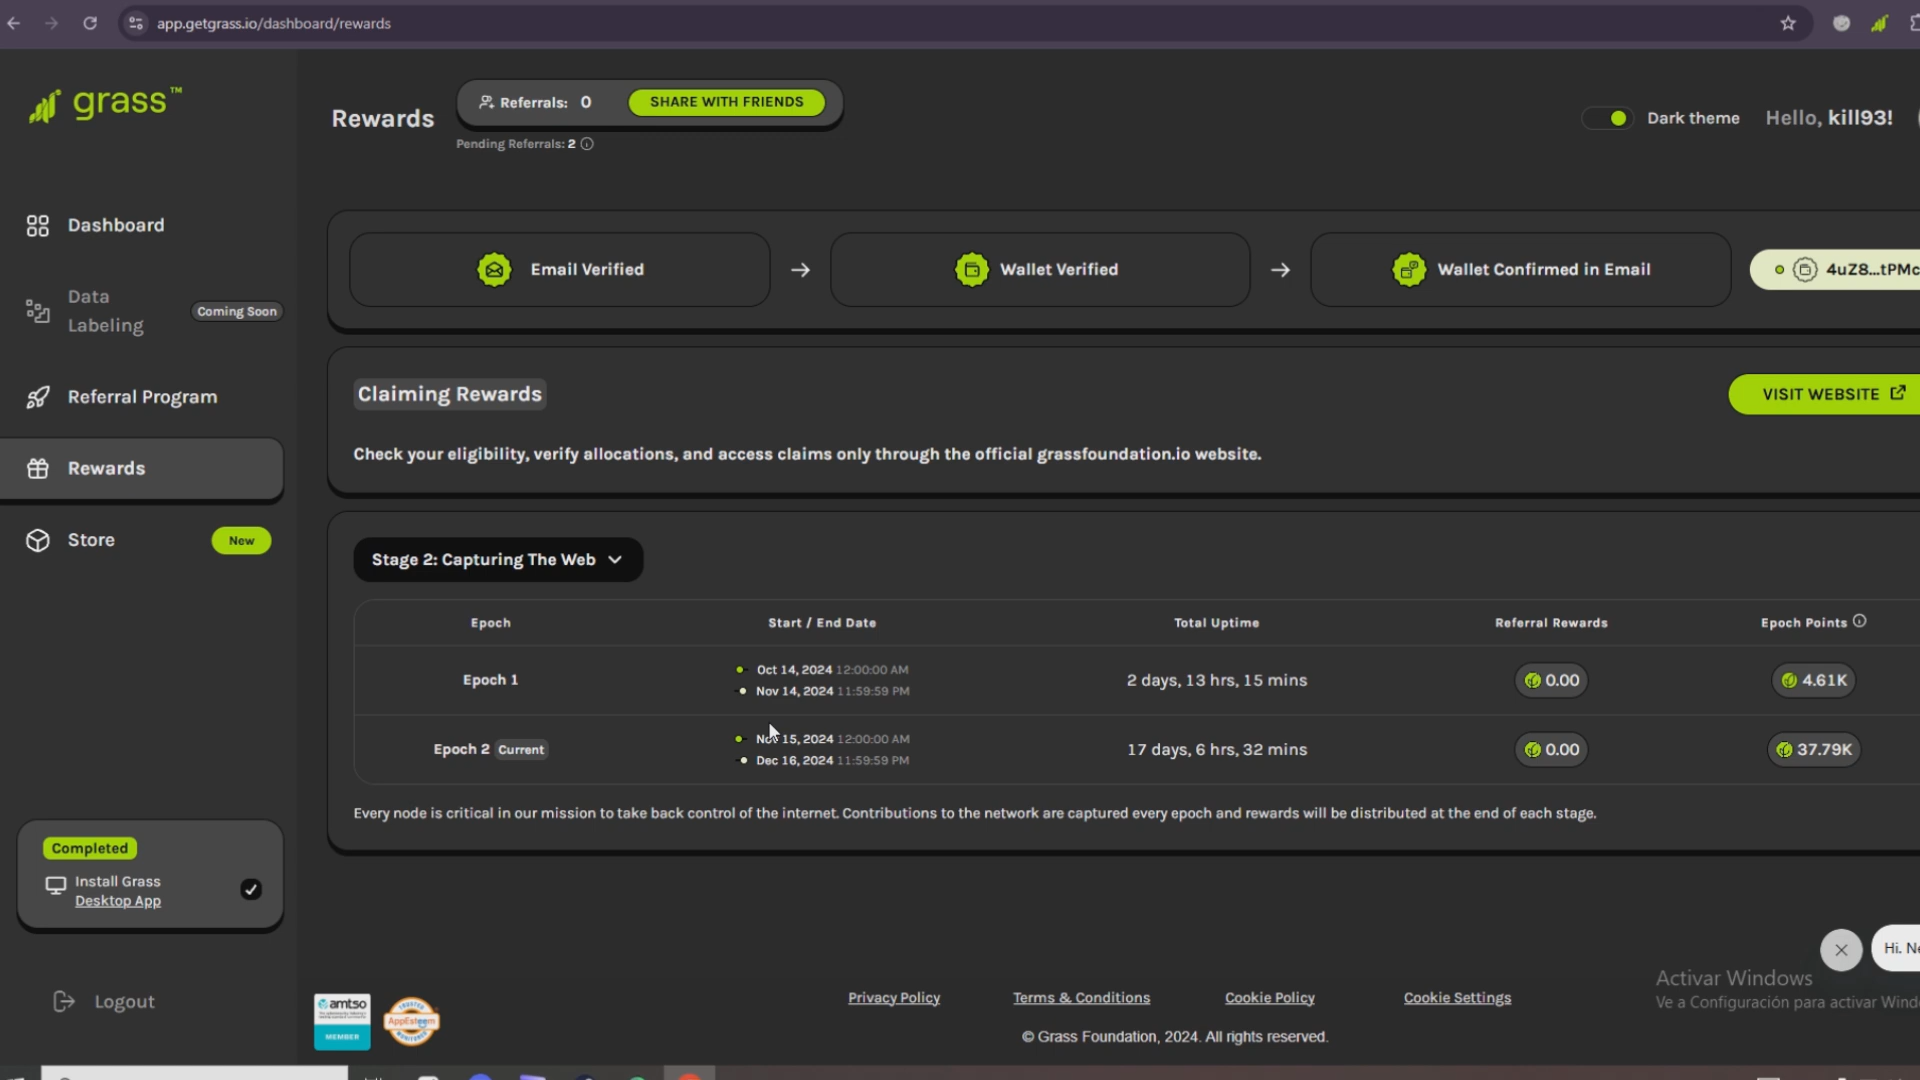 app.getgrass.io/dashboard/rewards
grass™
Rewards
Referrals: 0
SHARE WITH FRIENDS
Pending Referrals: 2
Dark theme
Hello, kill93!
Dashboard
Data
Labeling
Coming Soon
Referral Program
Rewards
Store
New
Email Verified
Wallet Verified
Wallet Confirmed in Email
4uZ8...tPMc
Claiming Rewards
VISIT WEBSITE
Check your eligibility, verify allocations, and access claims only through the official grassfoundation.io website.
Stage 2: Capturing The Web
Epoch Start / End Date Total Uptime Referral Rewards Epoch Points
Epoch 1
Oct 14, 2024 12:00:00 AM
Nov 14, 2024 11:59:59 PM
2 days, 13 hrs, 15 mins
0.00
4.61K
Epoch 2 Current
Nov 15, 2024 12:00:00 AM
Dec 16, 2024 11:59:59 PM
17 days, 6 hrs, 32 mins
0.00
37.79K
Every node is critical in our mission to take back control of the internet. Contributions to the network are captured every epoch and rewards will be distributed at the end of each stage.
Completed
Install Grass
Desktop App
Logout
Hi.
Activar Windows
Ve a Configuración para activar
amtso
MEMBER
TRUSTED
AppEsteem
MONITORED
Privacy Policy
Terms & Conditions
Cookie Policy
Cookie Settings
© Grass Foundation, 2024. All rights reserved.